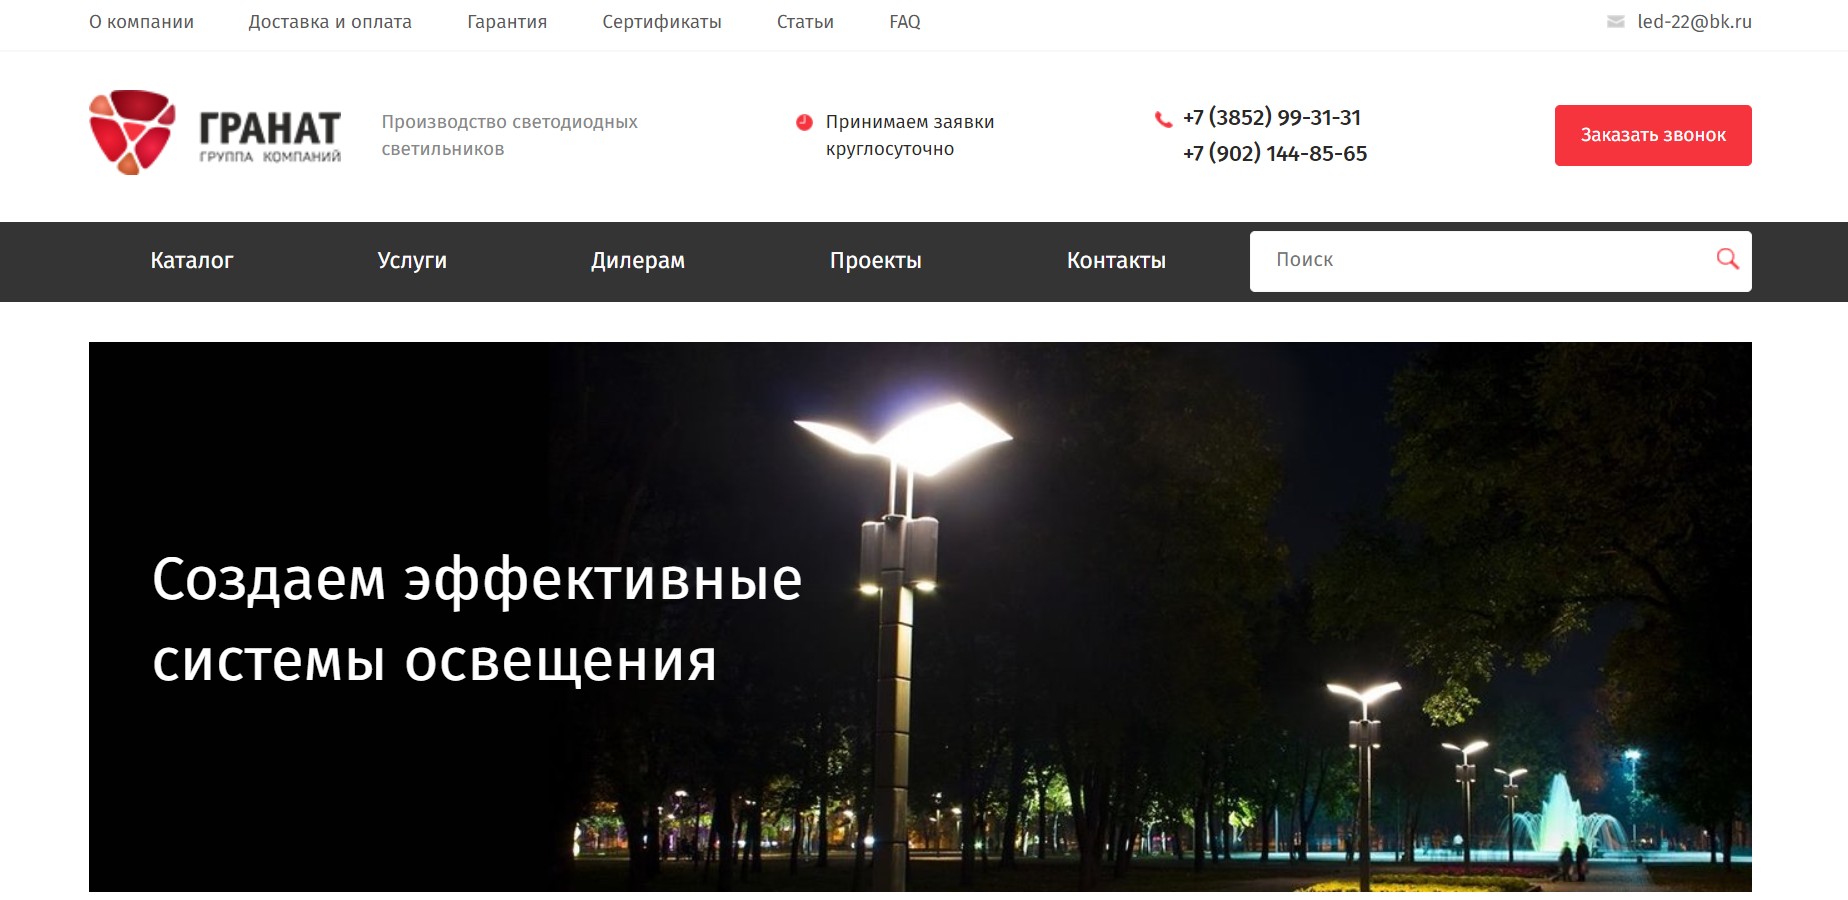 О компании Доставка и оплата Гарантия Сертификаты Статьи FAQ led-22@bk.ru
ГРАНАТ
ГРУППА КОМПАНИЙ
Производство светодиодных
светильников
Принимаем заявки
круглосуточно
+7 (3852) 99-31-31
+7 (902) 144-85-65
Заказать звонок
Каталог Услуги Дилерам Проекты Контакты Поиск
Создаем эффективные
системы освещения